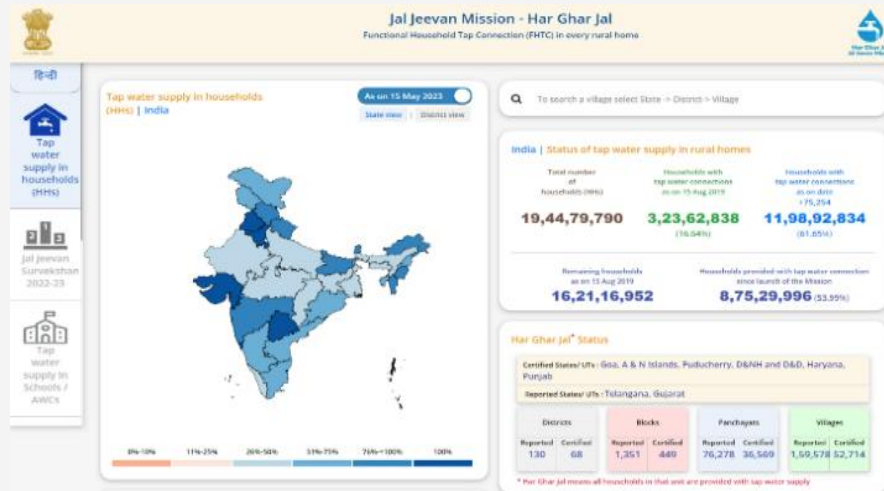 Jal Jeevan Mission - Har Ghar Jal
Functional Household Tap Connection (FHTC) in every rural home
हिन्दी
Tap
water
supply in
households
(HHs)
Jal Jeevan
Survekshan
2022-23
Tap
water
supply in
Schools /
AWCs
Tap water supply in households
(HHs) | India
As on 15 May 2023
State view | District view
0%-10%
11%-25%
26%-50%
51%-75%
76%-<100%
100%
To search a village select State -> District-> Village
India | Status of tap water supply in rural homes
Total number
of
households (HHs)
19,44,79,790
Households with
tap water connections
as on 15 Aug 2019
3,23,62,838
(16.64%)
Households with
tap water connections
as on date
+75,254
11,98,92,834
(61.65%)
Remaining households
as on 15 Aug 2019
16,21,16,952
Households provided with tap water connection
since launch of the Mission
8,75,29,996 (53.99%)
Har Ghar Jal* Status
Certified States/ UTs : Goa, A & N Islands, Puducherry, D&NH and D&D, Haryana,
Punjab
Reported States/ UTs : Telangana, Gujarat
Districts
Reported Certified
130 68
Blocks
Reported Certified
1,351 449
Panchayats
Reported Certified
76,278 36,569
Villages
Reported Certified
1,59,578 52,714
* Har Ghar Jal means all households in that unit are provided with tap water supply